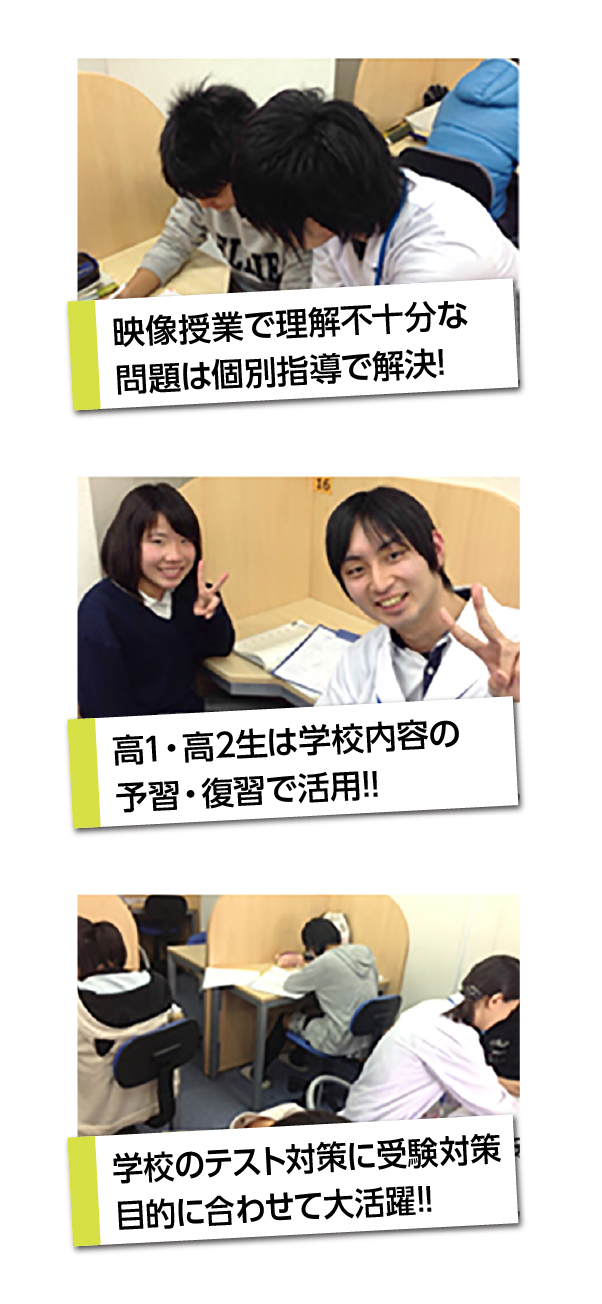 映像授業で理解不十分な
問題は個別指導で解決!
16
高1・高2生は学校内容の
予習・復習で活用!!
学校のテスト対策に受験対策
目的に合わせて大活躍!!